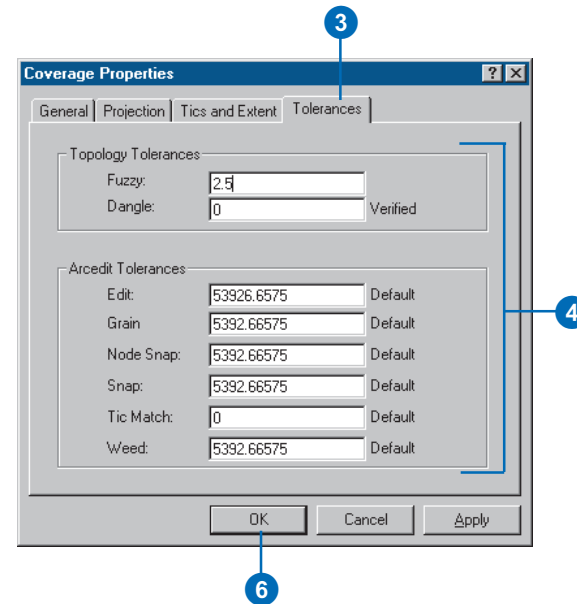 3
Coverage Properties
General Projection Tics and Extent Tolerances
Topology Tolerances
Fuzzy: 2.5
Dangle: 0 Verified
Arcedit Tolerances
Edit: 53926.6575 Default
Grain 5392.66575 Default
Node Snap: 5392.66575 Default
Snap: 5392.66575 Default
Tic Match: 0 Default
Weed: 5392.66575 Default
4
OK Cancel Apply
6